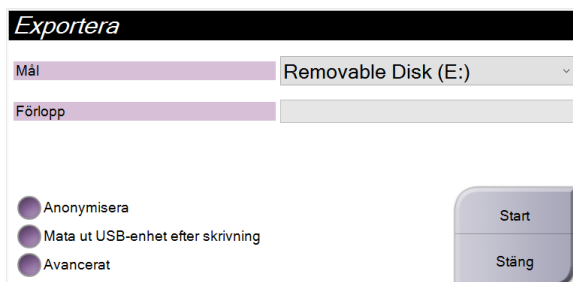 Exportera
Mål
Removable Disk (E:)
Förlopp
Anonymisera
Mata ut USB-enhet efter skrivning
Avancerat
Start
Stäng